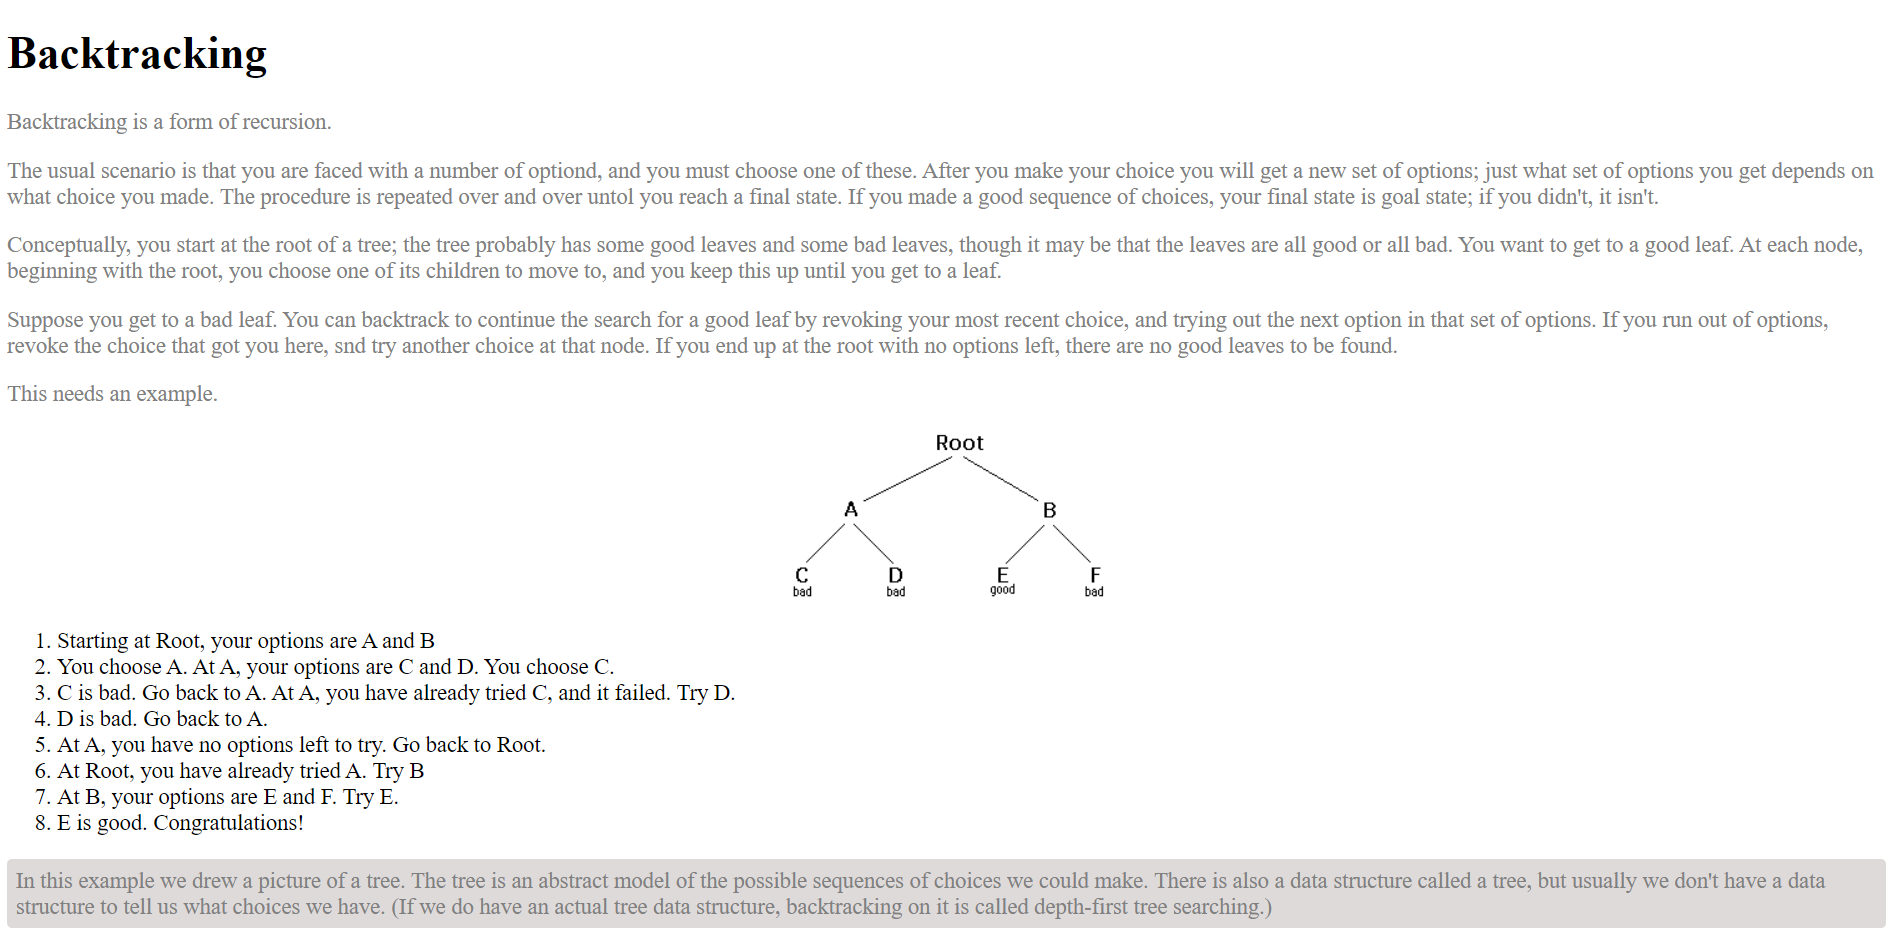 Backtracking
Backtracking is a form of recursion.
The usual scenario is that you are faced with a number of optiond, and you must choose one of these. After you make your choice you will get a new set of options; just what set of options you get depends on
what choice you made. The procedure is repeated over and over untol you reach a final state. If you made a good sequence of choices, your final state is goal state; if you didn't, it isn't.
Conceptually, you start at the root of a tree; the tree probably has some good leaves and some bad leaves, though it may be that the leaves are all good or all bad. You want to get to a good leaf. At each node,
beginning with the root, you choose one of its children to move to, and you keep this up until you get to a leaf.
Suppose you get to a bad leaf. You can backtrack to continue the search for a good leaf by revoking your most recent choice, and trying out the next option in that set of options. If you run out of options,
revoke the choice that got you here, snd try another choice at that node. If you end up at the root with no options left, there are no good leaves to be found.
This needs an example.
Root
A B
C D E F
bad bad good bad
1. Starting at Root, your options are A and B
2. You choose A. At A, your options are C and D. You choose C.
3. C is bad. Go back to A. At A, you have already tried C, and it failed. Try D.
4. D is bad. Go back to A.
5. At A, you have no options left to try. Go back to Root.
6. At Root, you have already tried A. Try B
7. At B, your options are E and F. Try E.
8. E is good. Congratulations!
In this example we drew a picture of a tree. The tree is an abstract model of the possible sequences of choices we could make. There is also a data structure called a tree, but usually we don't have a data
structure to tell us what choices we have. (If we do have an actual tree data structure, backtracking on it is called depth-first tree searching.)